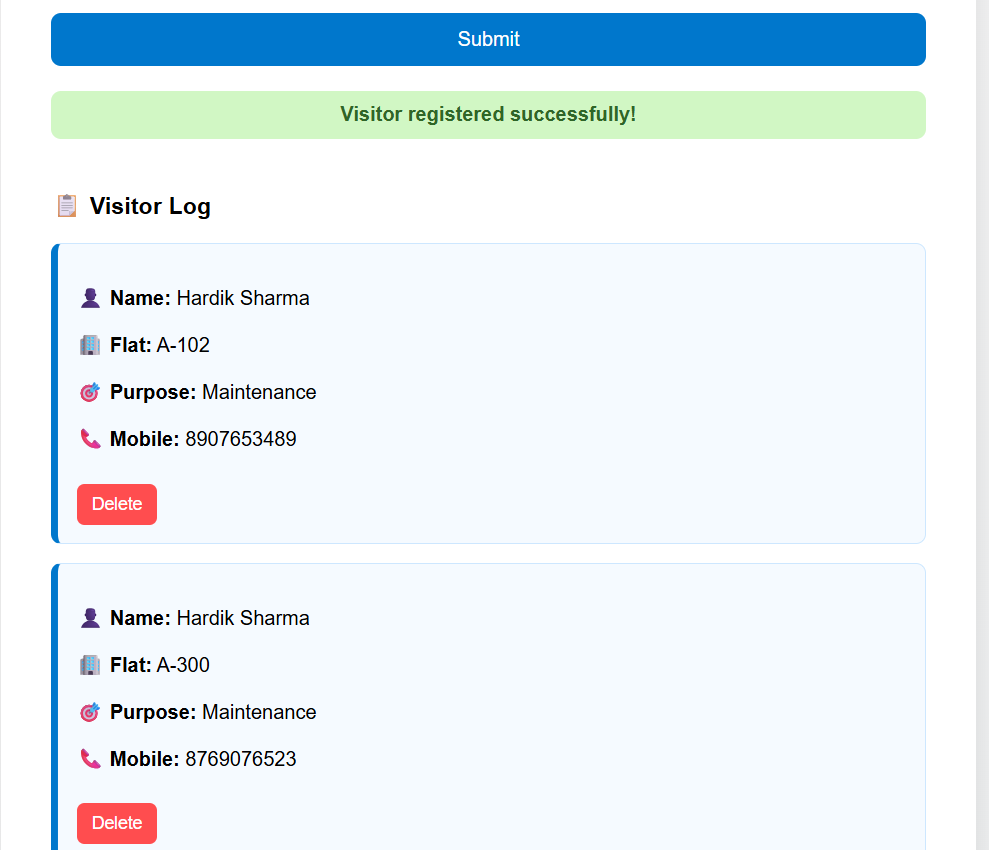 Submit
Visitor registered successfully!
Visitor Log
Name: Hardik Sharma
Flat: A-102
Purpose: Maintenance
Mobile: 8907653489
Delete
Name: Hardik Sharma
Flat: A-300
Purpose: Maintenance
Mobile: 8769076523
Delete